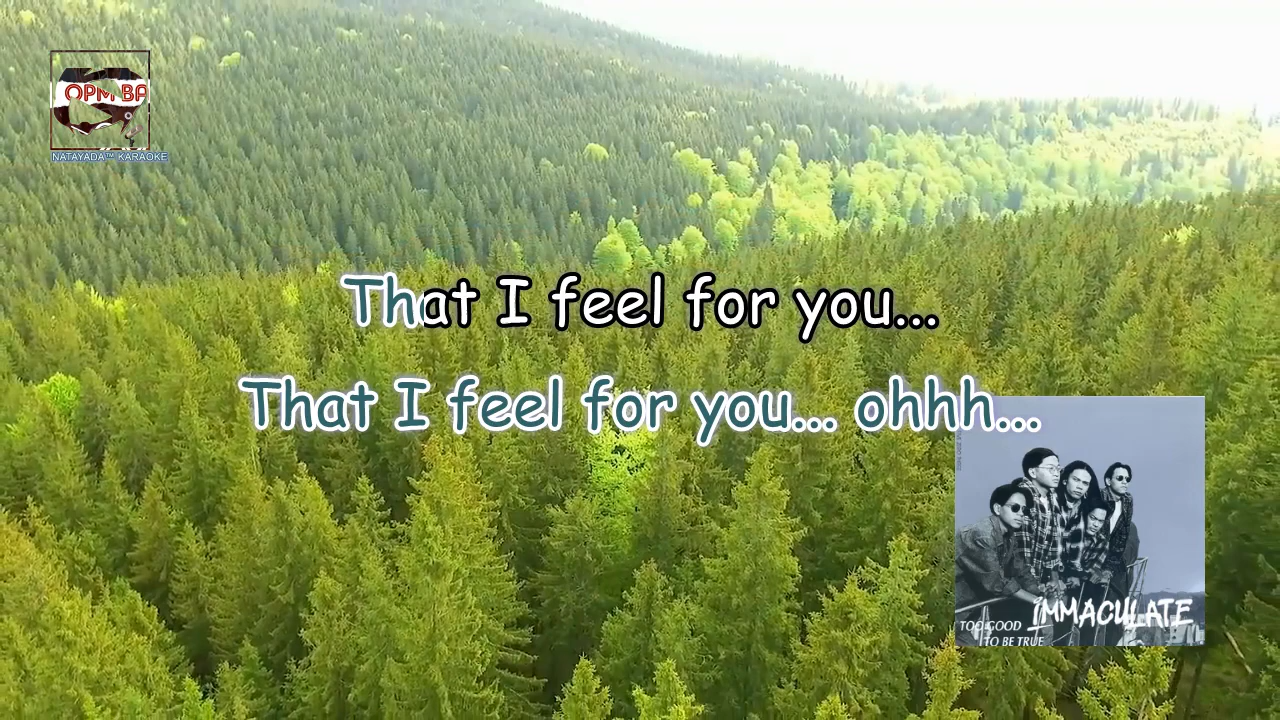 OPM BA
NATAYADA™ KARAOKE
That I feel for you...
That I feel for you... ohhh...
IMMACULATE
TOO GOOD
TO BE TRUE